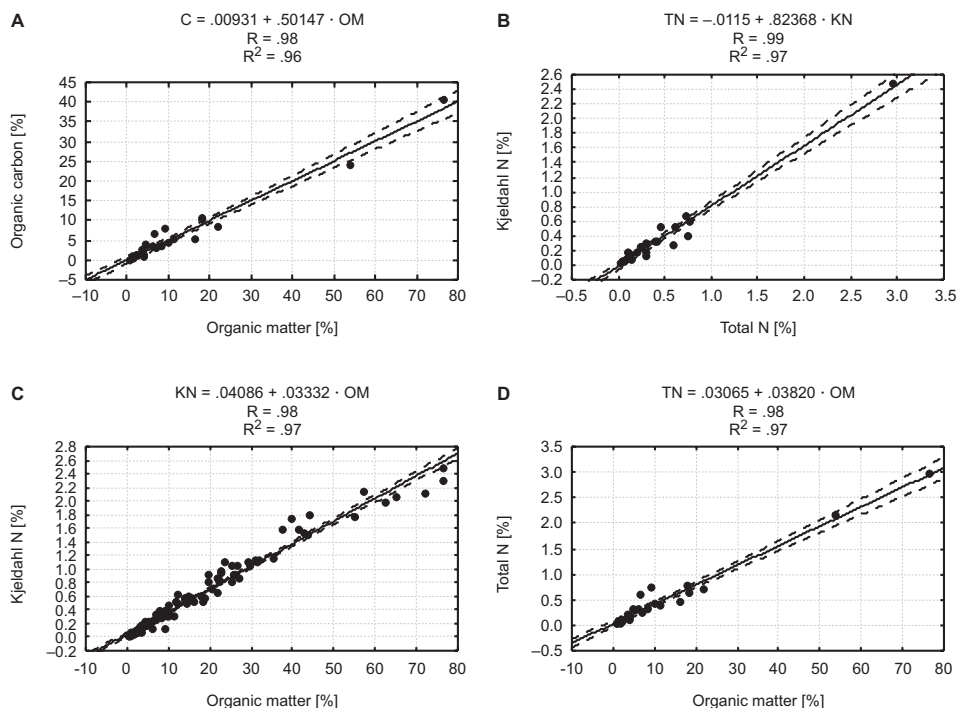 A
C = .00931 + .50147 · OM
R = .98
R2 = .96
Organic carbon [%]
45
40
35
30
25
20
15
10
5
0
–5
–10 0 10 20 30 40 50 60 70 80
Organic matter [%]
B
TN = –.0115 + .82368 · KN
R = .99
R2 = .97
Kjeldahl N [%]
2.6
2.4
2.2
2.0
1.8
1.6
1.4
1.2
1.0
0.8
0.6
0.4
0.2
0.0
–0.2
–0.5 0.0 0.5 1.0 1.5 2.0 2.5 3.0 3.5
Total N [%]
C
KN = .04086 + .03332 · OM
R = .98
R2 = .97
Kjeldahl N [%]
2.8
2.6
2.4
2.2
2.0
1.8
1.6
1.4
1.2
1.0
0.8
0.6
0.4
0.2
0.0
–0.2
-10 0 10 20 30 40 50 60 70 80
Organic matter [%]
D
TN = .03065 + .03820 · OM
R = .98
R2 = .97
Total N [%]
3.5
3.0
2.5
2.0
1.5
1.0
0.5
0.0
–0.5
–10 0 10 20 30 40 50 60 70 80
Organic matter [%]